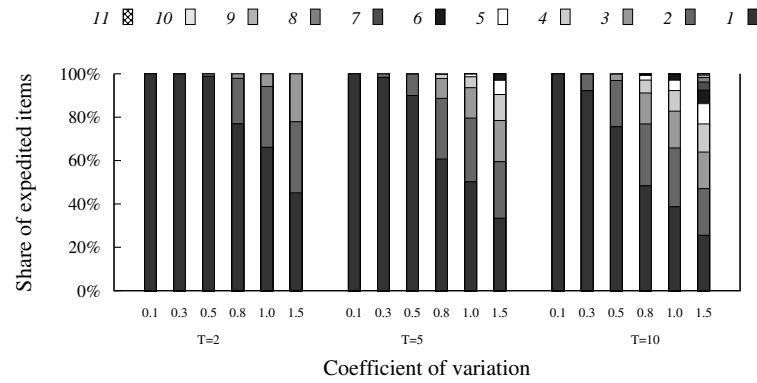 11 10 9 8 7 6 5 4 3 2 1
Share of expedited items
100%
80%
60%
40%
20%
0%
0.1 0.3 0.5 0.8 1.0 1.5 0.1 0.3 0.5 0.8 1.0 1.5 0.1 0.3 0.5 0.8 1.0 1.5
T=2 T=5 T=10
Coefficient of variation